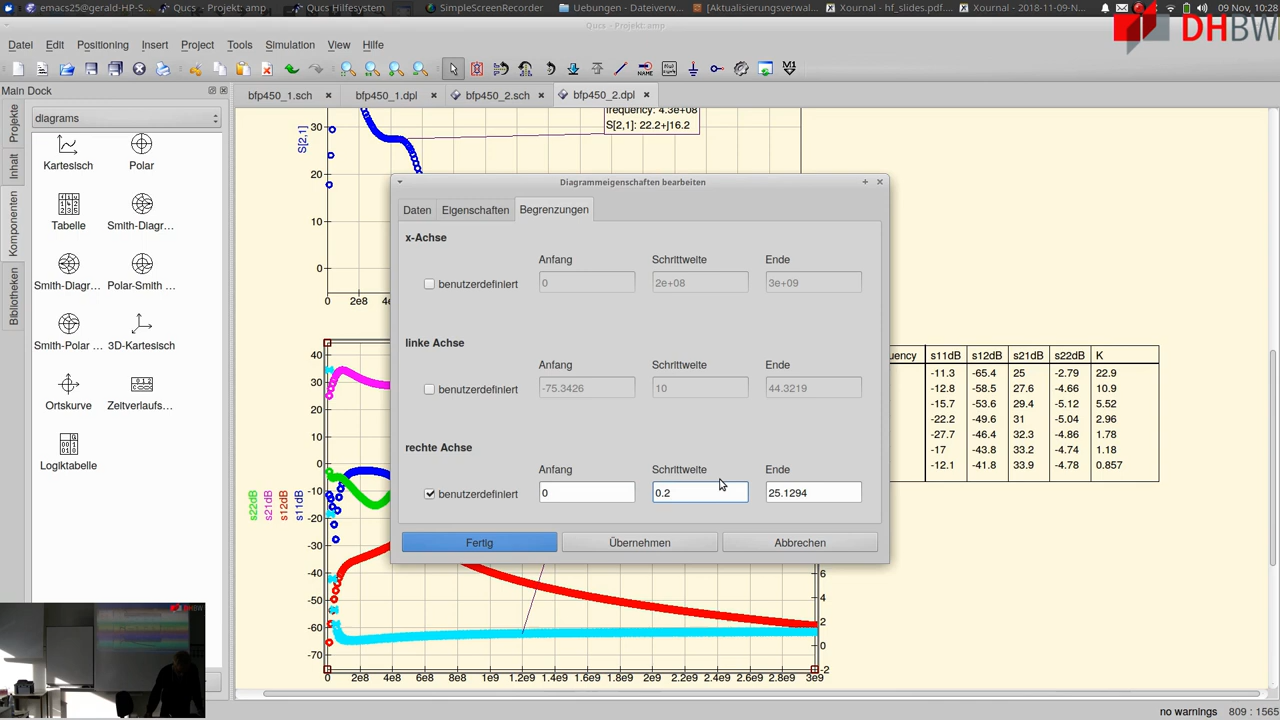 emacs25@gerald-HP-S...
Qucs - Projekt: amp
Qucs Hilfesystem
SimpleScreenRecorder
Uebungen - Dateiverw...
[Aktualisierungsverwal...
Xournal - hf_slides.pdf...
Xournal - 2018-11-09-N...
09 Nov, 10:28
Qucs - Projekt: amp
DHBW
Datei Edit Positioning Insert Projekt Tools Simulation View Hilfe
Main Dock
bfp450_1.sch bfp450_1.dpl bfp450_2.sch bfp450_2.dpl
Projekte
Inhalt
Komponenten
Bibliotheken
diagrams
Kartesisch Polar
Tabelle Smith-Diagr...
Smith-Diagr... Polar-Smith ...
Smith-Polar ... 3D-Kartesisch
Ortskurve Zeitverlaufs...
Logiktabelle
S[2,1]
30
20
10
0
0 2e8
frequency: 4.3e+08
S[2,1]: 22.2+j16.2
Diagrammeigenschaften bearbeiten
Daten Eigenschaften Begrenzungen
x-Achse
Anfang Schrittweite Ende
benutzerdefiniert 0 2e+08 3e+09
linke Achse
Anfang Schrittweite Ende
benutzerdefiniert -75.3426 10 44.3219
rechte Achse
Anfang Schrittweite Ende
benutzerdefiniert 0 0.2 25.1294
Fertig Übernehmen Abbrechen
s22dB
s21dB
s12dB
s11dB
40
30
20
10
0
-10
-20
-30
-40
-50
-60
-70
6
4
2
0
-2
0 2e8 4e8 6e8 8e8 1e9 1.2e9 1.4e9 1.6e9 1.8e9 2e9 2.2e9 2.4e9 2.6e9 2.8e9 3e9
s11dB s12dB s21dB s22dB K
-11.3 -65.4 25 -2.79 22.9
-12.8 -58.5 27.6 -4.66 10.9
-15.7 -53.6 29.4 -5.12 5.52
-22.2 -49.6 31 -5.04 2.96
-27.7 -46.4 32.3 -4.86 1.78
-17 -43.8 33.2 -4.74 1.18
-12.1 -41.8 33.9 -4.78 0.857
no warnings 809 : 1565